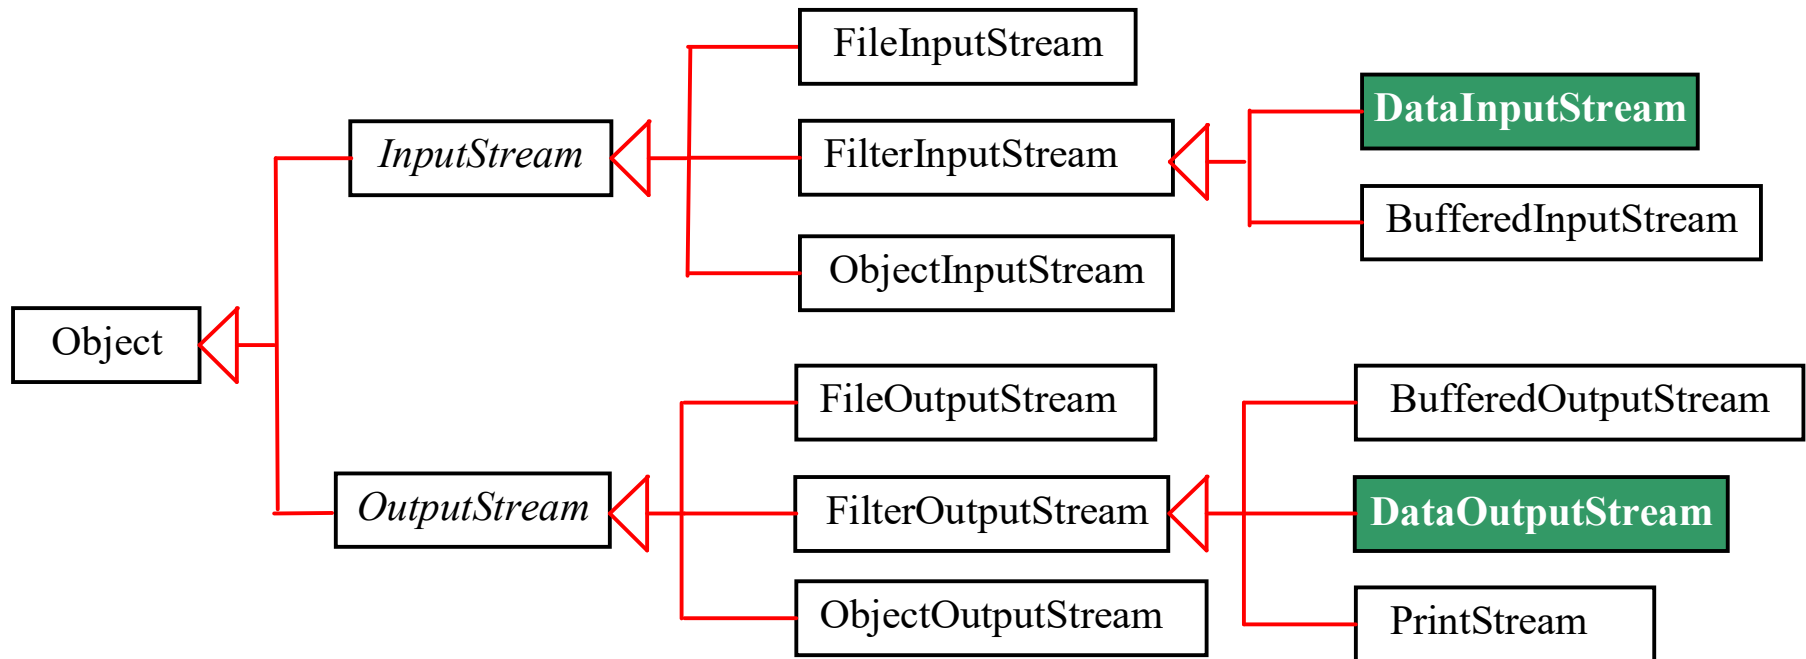 FileInputStream
DataInputStream
InputStream
FilterInputStream
BufferedInputStream
ObjectInputStream
Object
FileOutputStream
BufferedOutputStream
OutputStream
FilterOutputStream
DataOutputStream
ObjectOutputStream
PrintStream